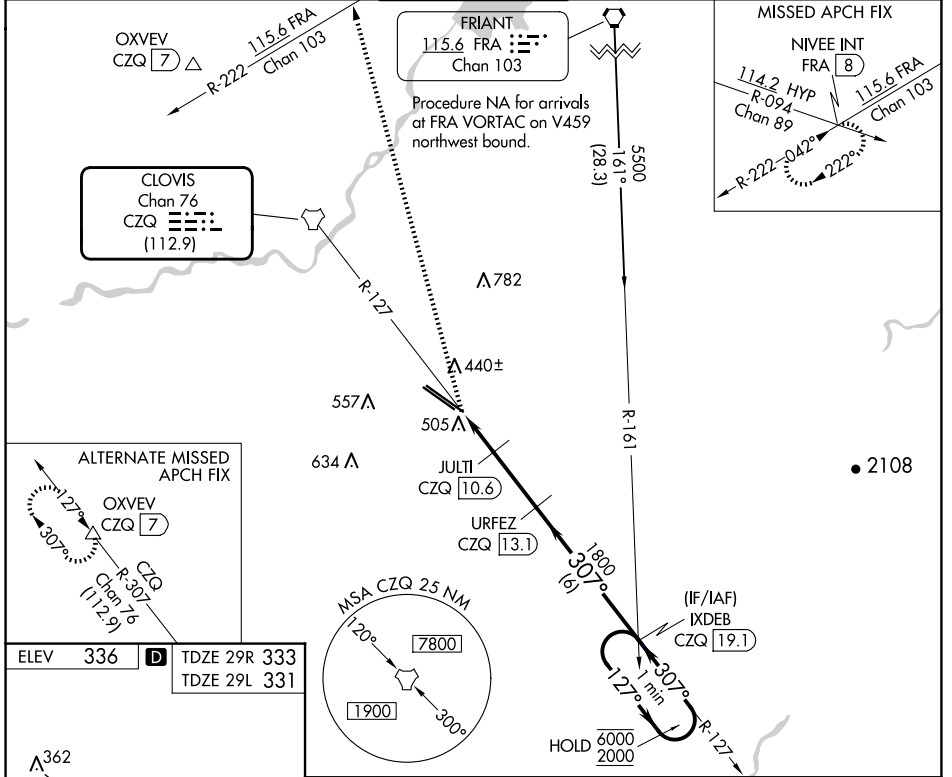 OXVEV
CZQ 7
115.6 FRA
R-222
Chan 103
FRIANT
115.6 FRA
Chan 103
Procedure NA for arrivals
at FRA VORTAC on V459
northwest bound.
5500
161°
(28.3)
MISSED APCH FIX
NIVEE INT
FRA 8
114.2 HYP
R-094
Chan 89
115.6 FRA
Chan 103
R-222
042°
222°
CLOVIS
Chan 76
CZQ
(112.9)
R-127
782
440±
557
505
634
R-161
2108
JULTI
CZQ 10.6
URFEZ
CZQ 13.1
1800
307°
(6)
(IF/IAF)
IXDEB
CZQ 19.1
307°
1 min
127°
R-127
HOLD 6000
2000
ALTERNATE MISSED
APCH FIX
OXVEV
CZQ 7
127°
307°
CZQ
R-307
Chan 76
(112.9)
MSA CZQ 25 NM
120°
7800
1900
300°
ELEV 336
D
TDZE 29R 333
TDZE 29L 331
362